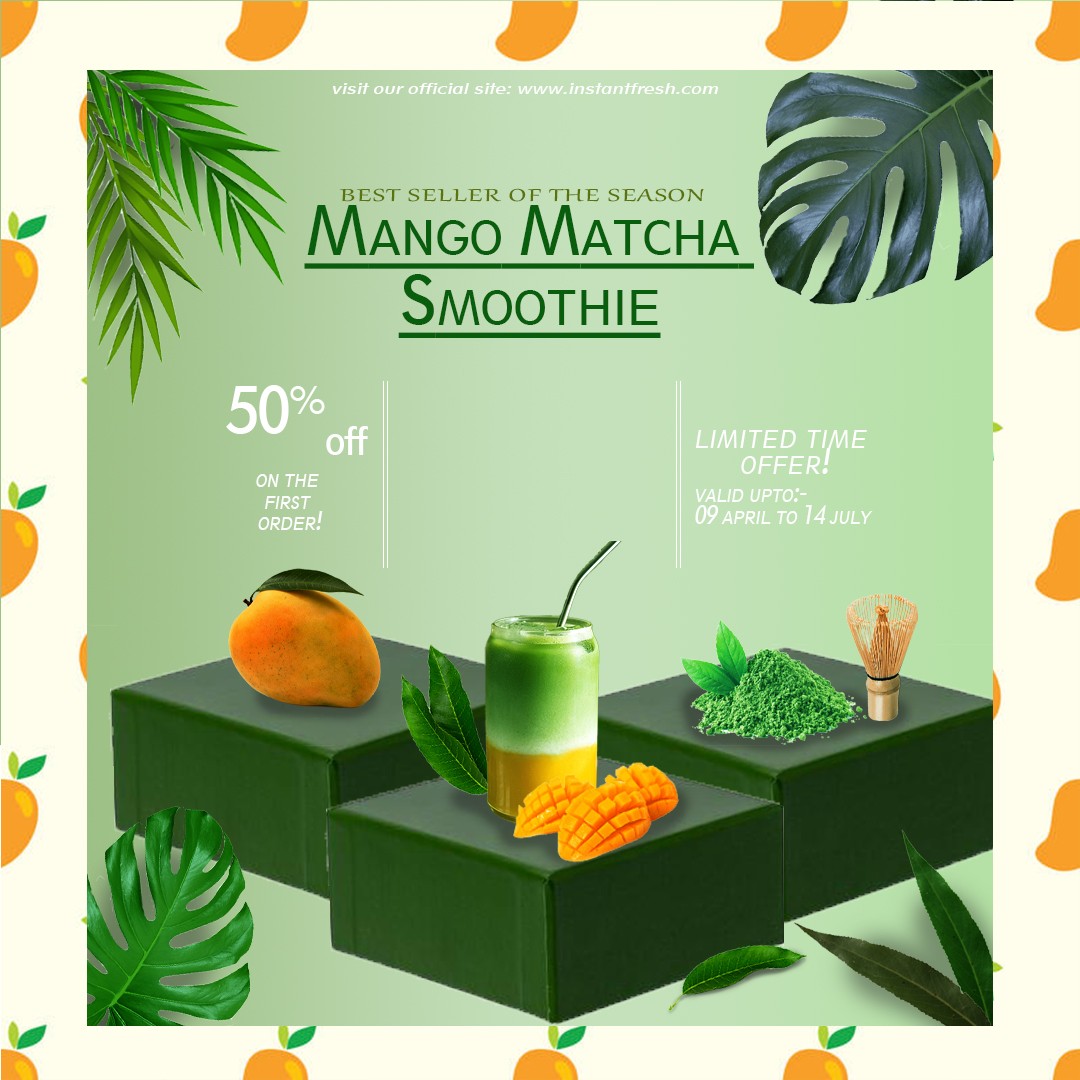 visit our official site: www.instantfresh.com
BEST SELLER OF THE SEASON
MANGO MATCHA
SMOOTHIE
50%
off
ON THE
FIRST
ORDER!
LIMITED TIME
OFFER!
VALID UPTO:-
09 APRIL TO 14 JULY